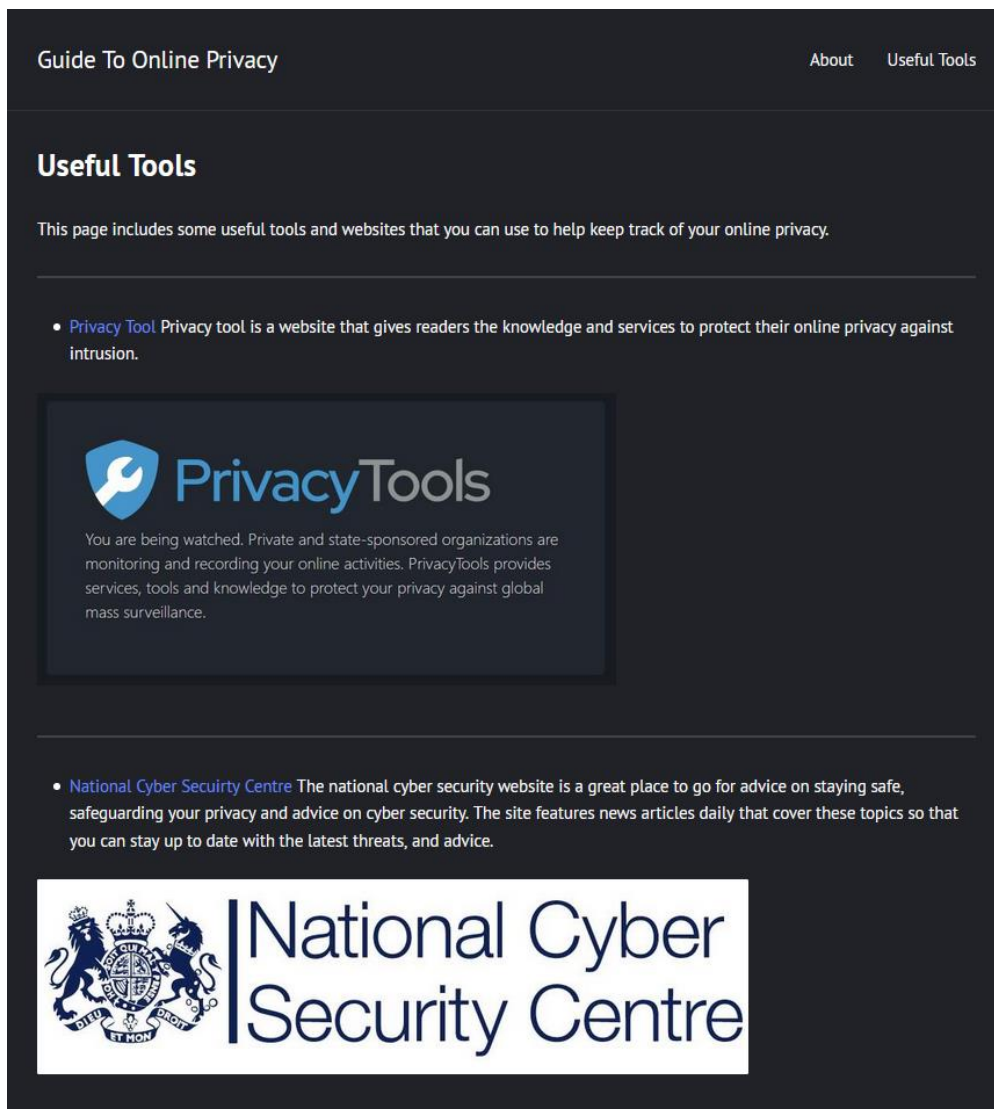 Guide To Online Privacy
About
Useful Tools
Useful Tools
This page includes some useful tools and websites that you can use to help keep track of your online privacy.
Privacy Tool Privacy tool is a website that gives readers the knowledge and services to protect their online privacy against
intrusion.
PrivacyTools
You are being watched. Private and state-sponsored organizations are
monitoring and recording your online activities. PrivacyTools provides
services, tools and knowledge to protect your privacy against global
mass surveillance.
National Cyber Secuirty Centre The national cyber security website is a great place to go for advice on staying safe,
safeguarding your privacy and advice on cyber security. The site features news articles daily that cover these topics so that
you can stay up to date with the latest threats, and advice.
National Cyber
Security Centre
DIEU ET MON DROIT